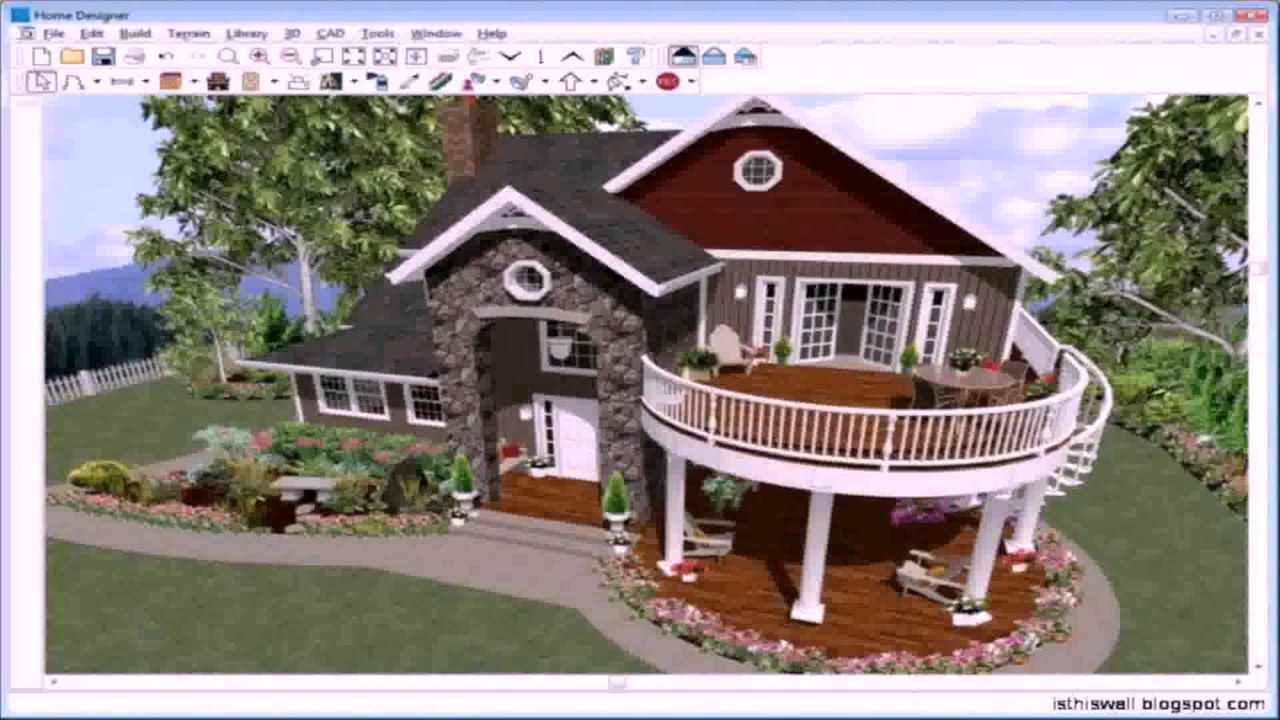 Home Designer
File Edit Build Terrain Library 3D CAD Tools Window Help
isthiswall.blogspot.com